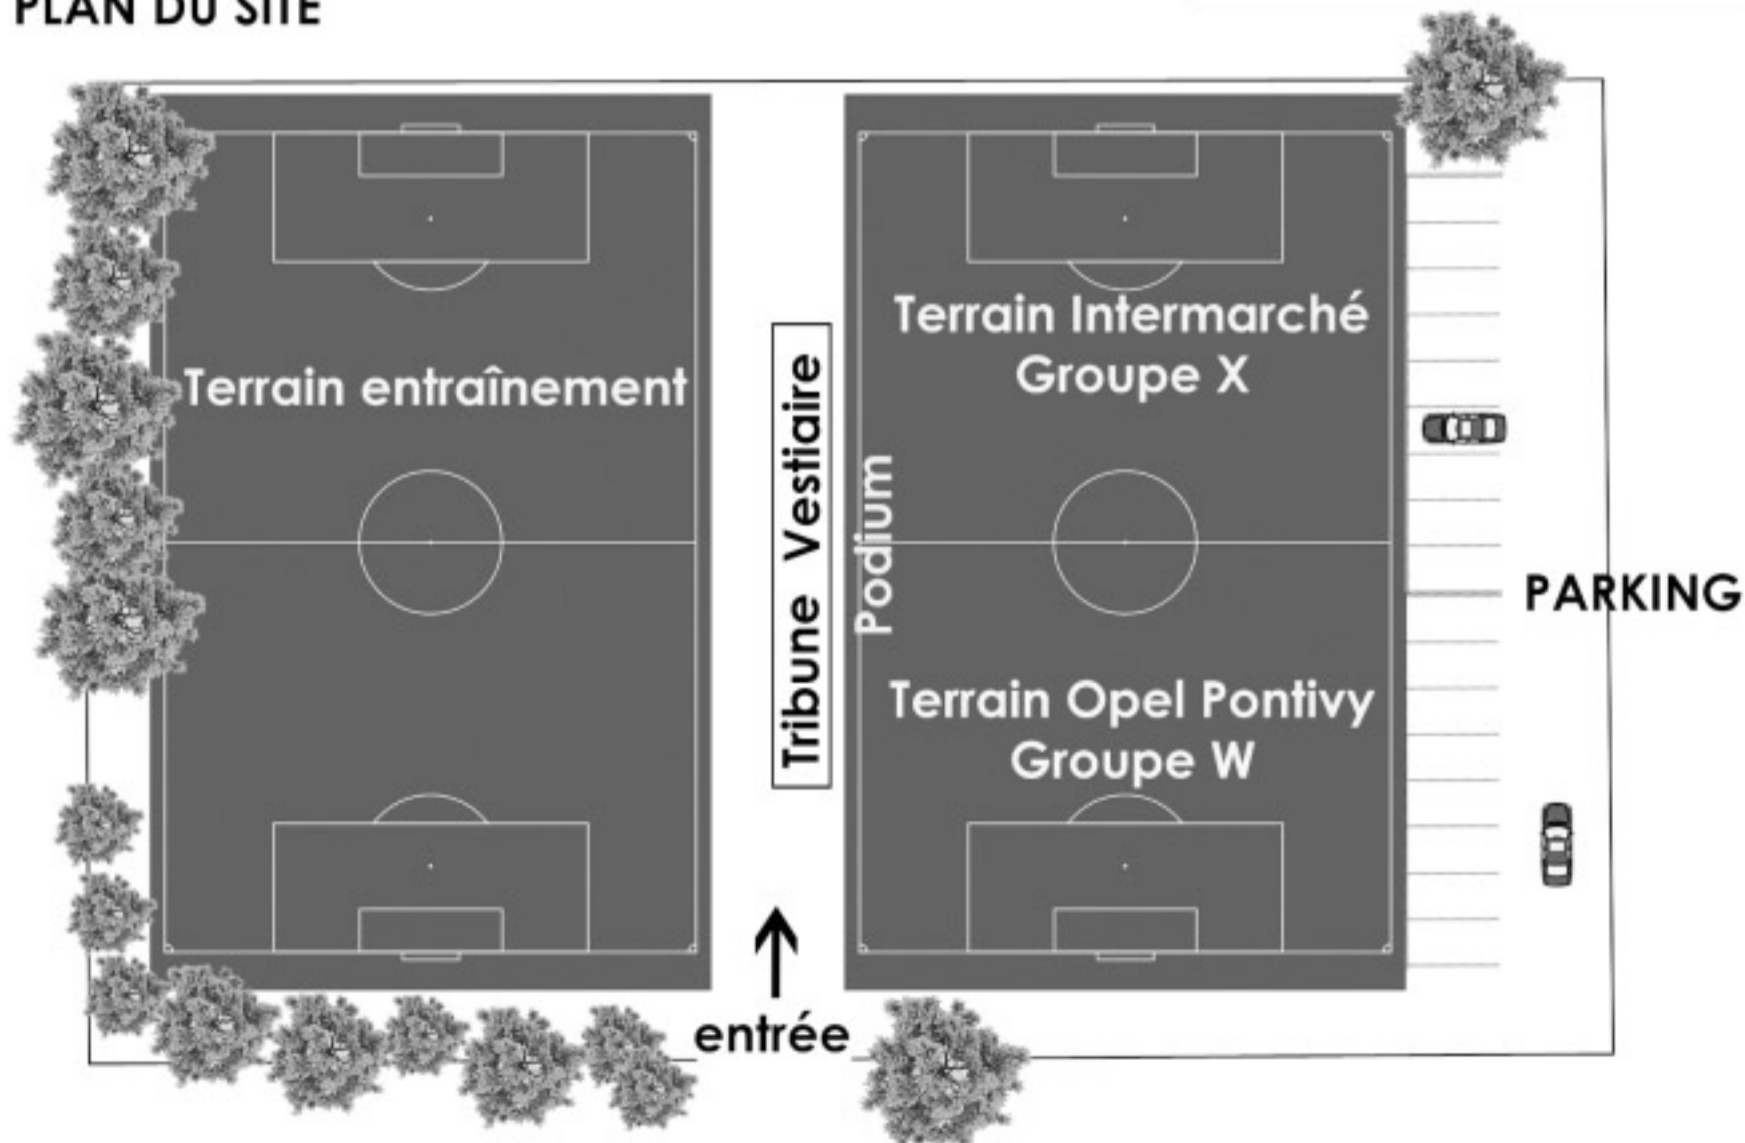 PLAN DU SITE
Terrain entraînement
Tribune Vestiaire
Podium
Terrain Intermarché
Groupe X
Terrain Opel Pontivy
Groupe W
PARKING
entrée